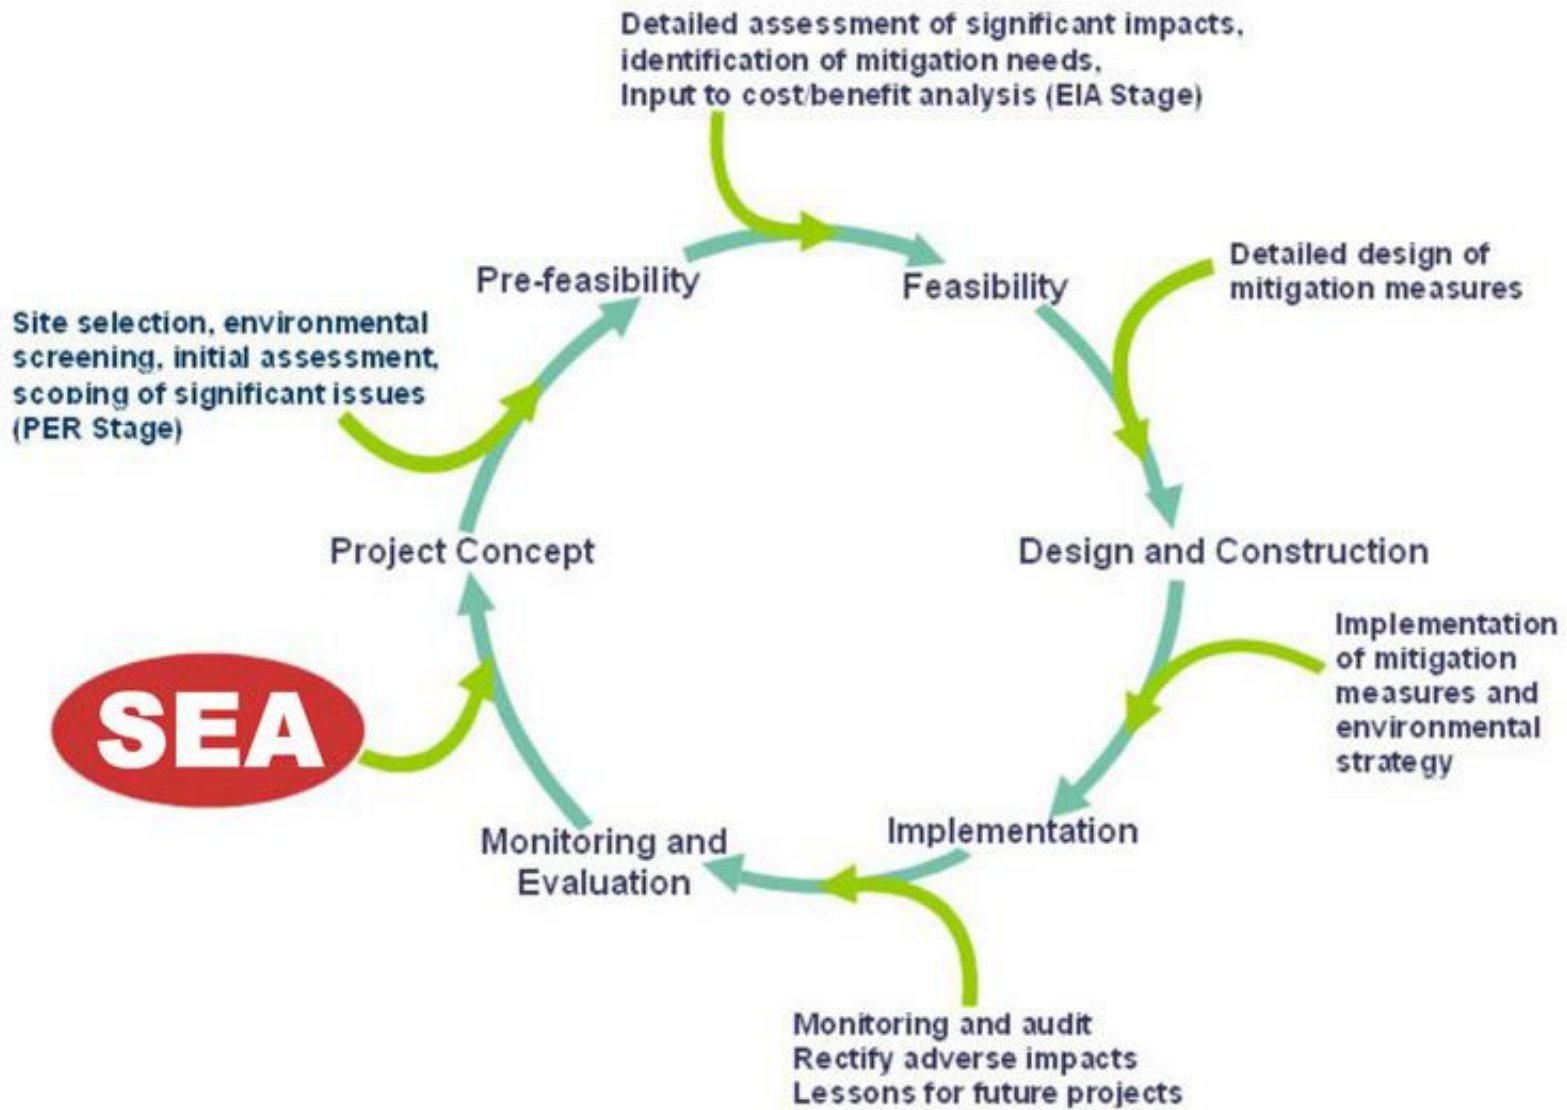 Detailed assessment of significant impacts,
identification of mitigation needs,
Input to cost/benefit analysis (EIA Stage)
Pre-feasibility
Feasibility
Detailed design of
mitigation measures
Site selection, environmental
screening, initial assessment,
scoping of significant issues
(PER Stage)
Project Concept
Design and Construction
Implementation
of mitigation
measures and
environmental
strategy
SEA
Monitoring and
Evaluation
Implementation
Monitoring and audit
Rectify adverse impacts
Lessons for future projects